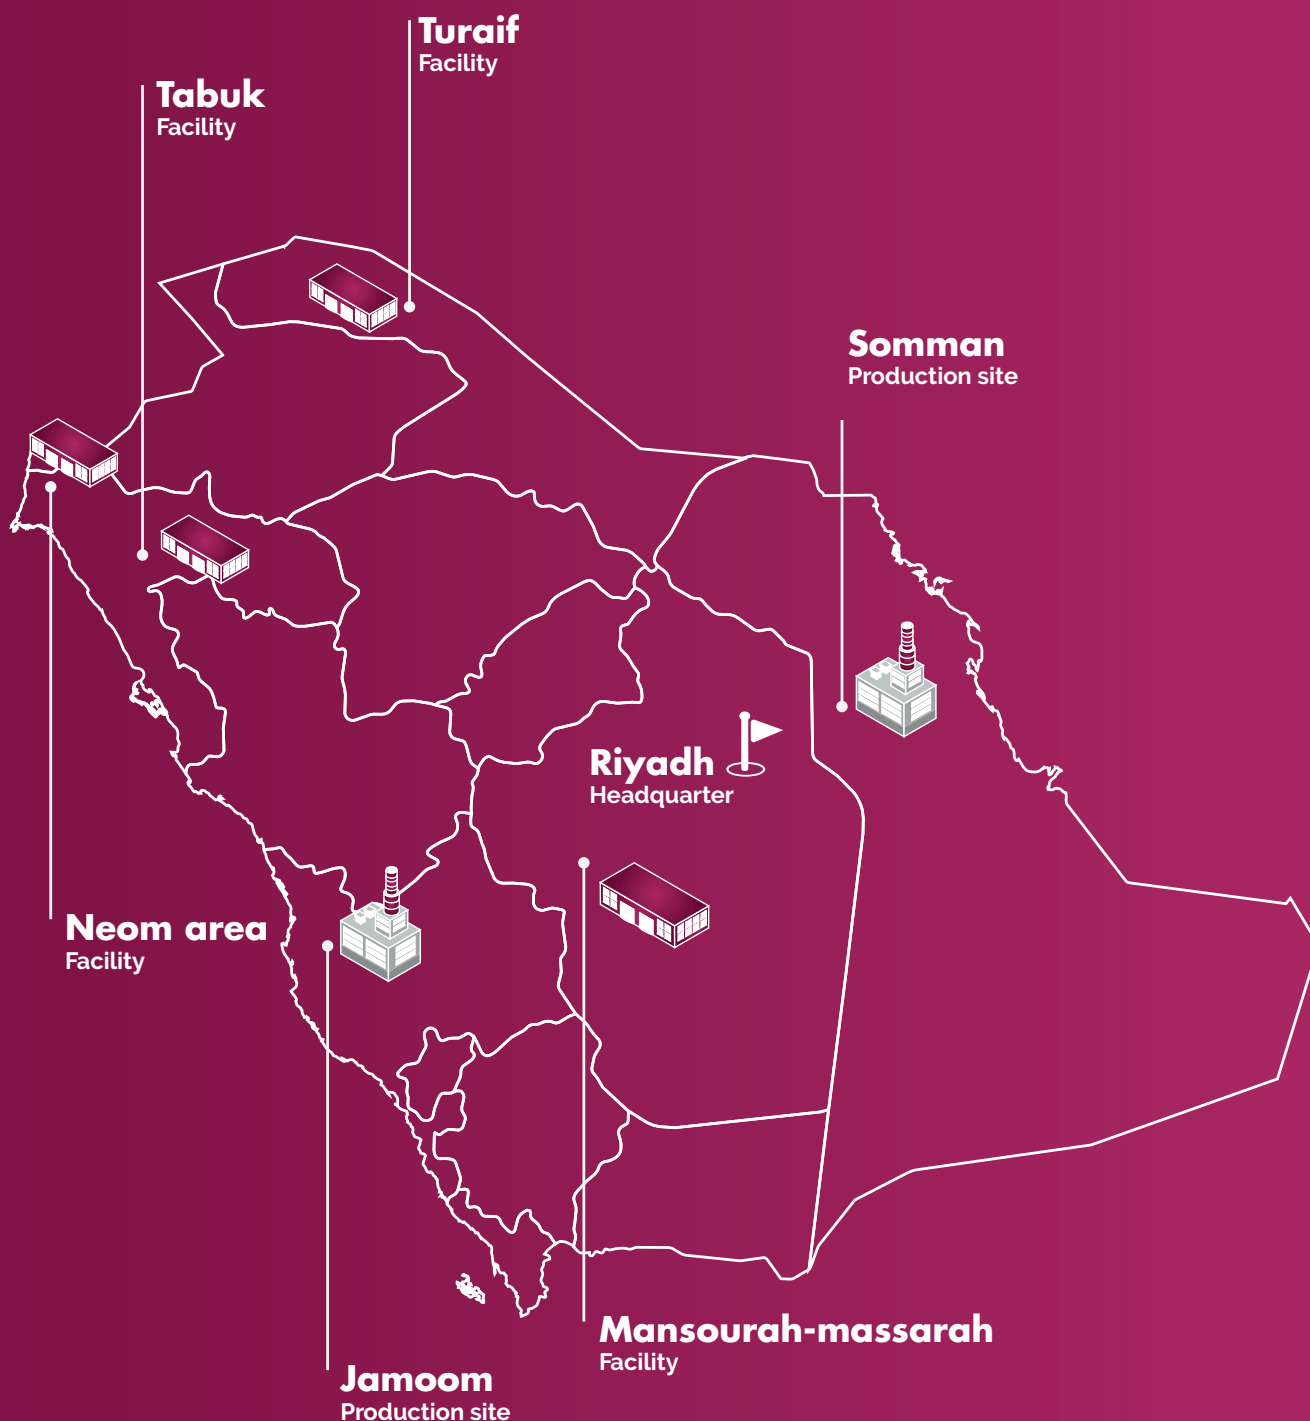 Turaif
Facility
Tabuk
Facility
Somman
Production site
Riyadh
Headquarter
Neom area
Facility
Mansourah-massarah
Facility
Jamoom
Production site